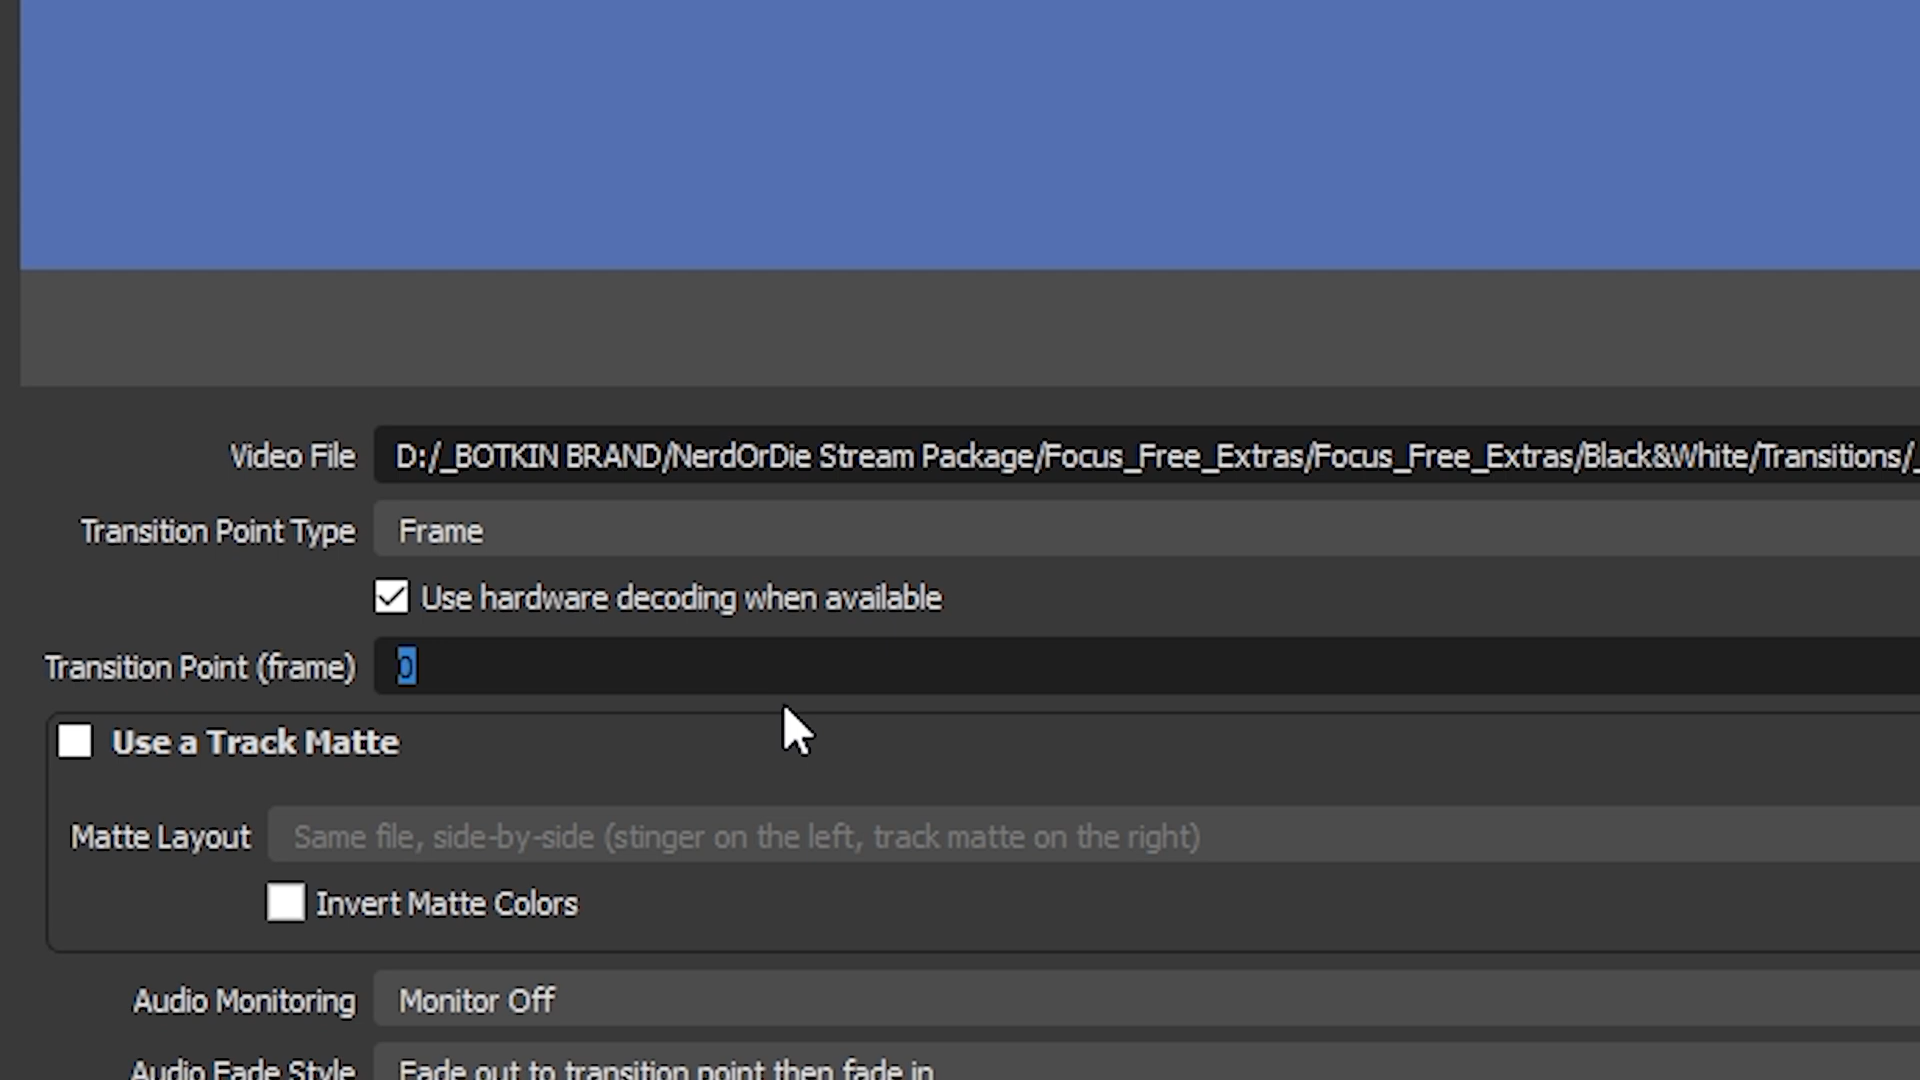 Video File D:/_BOTKIN BRAND/NerdOrDie Stream Package/Focus_Free_Extras/Focus_Free_Extras/Black&White/Transitions/_
Transition Point Type Frame
Use hardware decoding when available
Transition Point (frame) 0
Use a Track Matte
Matte Layout Same file, side-by-side (stinger on the left, track matte on the right)
Invert Matte Colors
Audio Monitoring Monitor Off
Audio Fade Style Fade out to transition point then fade in